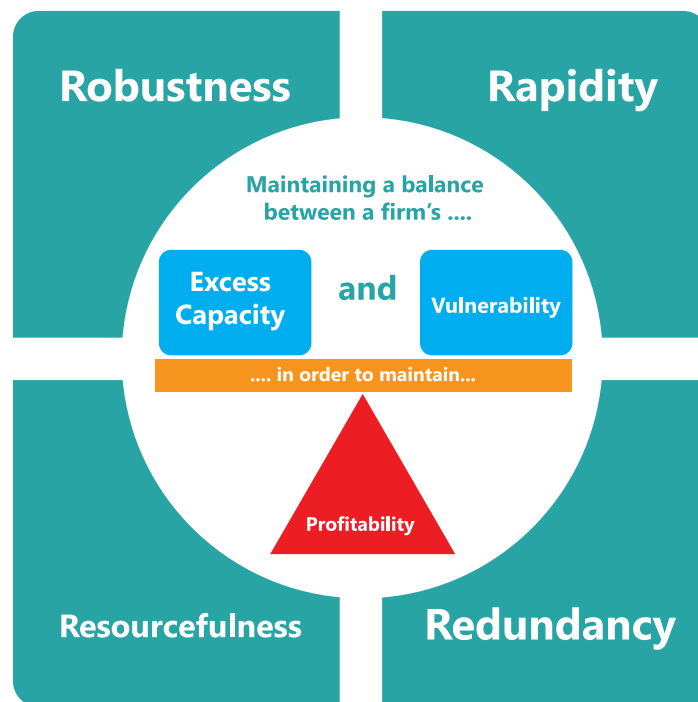 Robustness
Rapidity
Maintaining a balance
between a firm’s ....
Excess
Capacity
and
Vulnerability
.... in order to maintain...
Profitability
Resourcefulness
Redundancy